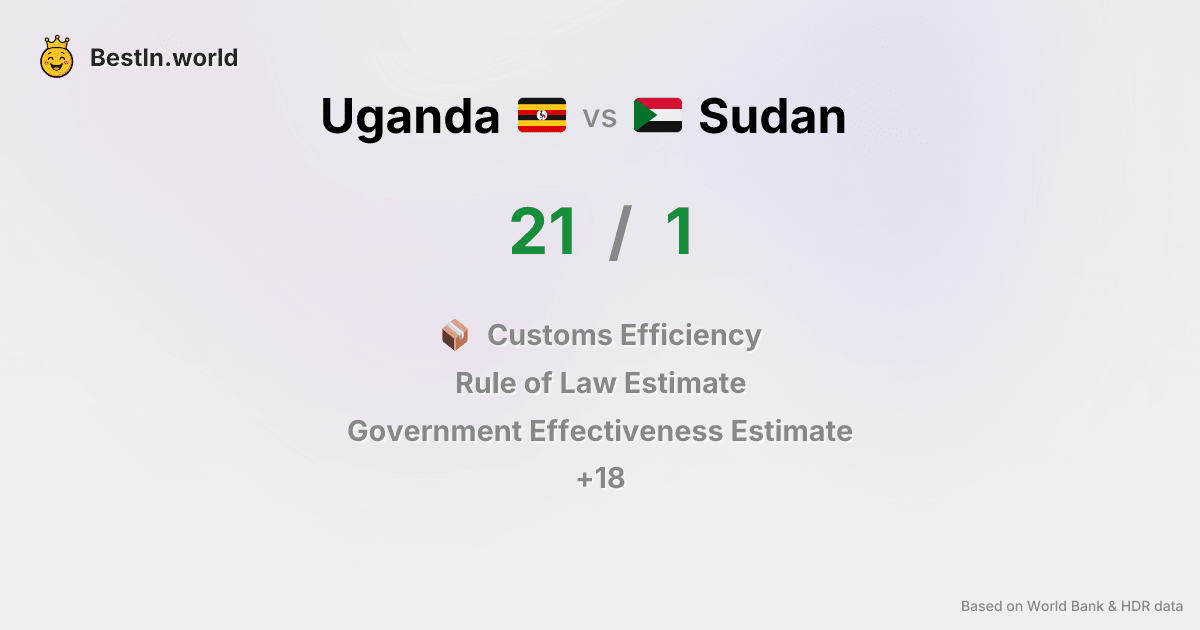 BestIn.world
Uganda vs Sudan
21 / 1
Customs Efficiency
Rule of Law Estimate
Government Effectiveness Estimate
+18
Based on World Bank & HDR data